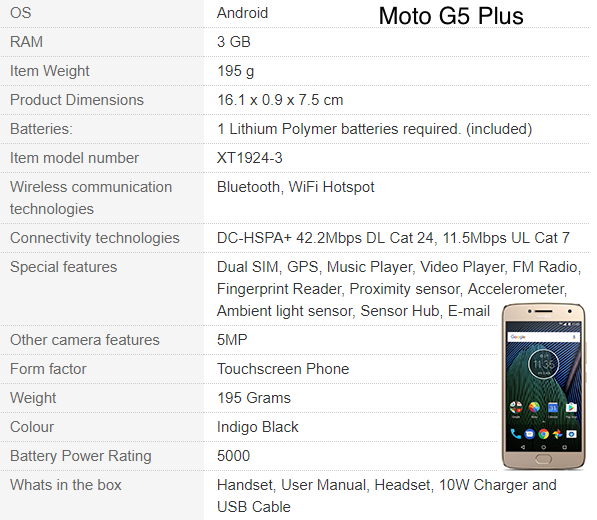 Moto G5 Plus
OS Android
RAM 3 GB
Item Weight 195 g
Product Dimensions 16.1 x 0.9 x 7.5 cm
Batteries: 1 Lithium Polymer batteries required. (included)
Item model number XT1924-3
Wireless communication technologies Bluetooth, WiFi Hotspot
Connectivity technologies DC-HSPA+ 42.2Mbps DL Cat 24, 11.5Mbps UL Cat 7
Special features Dual SIM, GPS, Music Player, Video Player, FM Radio,
Fingerprint Reader, Proximity sensor, Accelerometer,
Ambient light sensor, Sensor Hub, E-mail
Other camera features 5MP
Form factor Touchscreen Phone
Weight 195 Grams
Colour Indigo Black
Battery Power Rating 5000
Whats in the box Handset, User Manual, Headset, 10W Charger and
USB Cable
Google
11:35